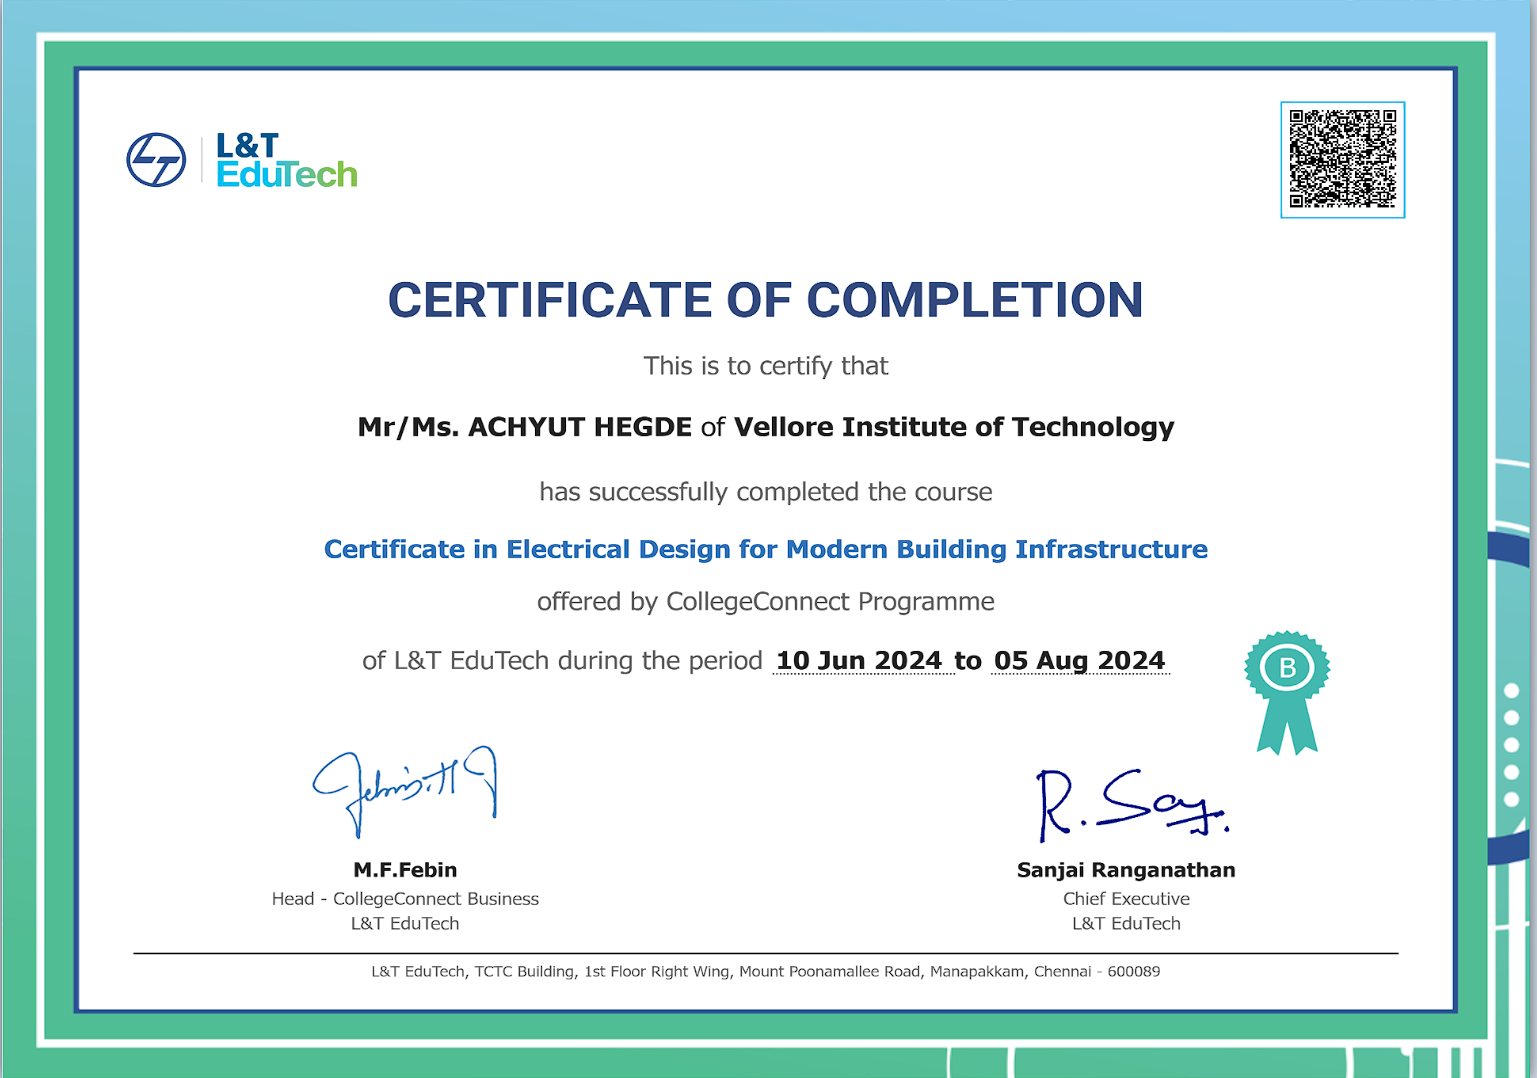 L&T
EduTech
CERTIFICATE OF COMPLETION
This is to certify that
Mr/Ms. ACHYUT HEGDE of Vellore Institute of Technology
has successfully completed the course
Certificate in Electrical Design for Modern Building Infrastructure
offered by CollegeConnect Programme
of L&T EduTech during the period 10 Jun 2024 to 05 Aug 2024
B
R. Say.
M.F.Febin
Head - CollegeConnect Business
L&T EduTech
Sanjai Ranganathan
Chief Executive
L&T EduTech
L&T EduTech, TCTC Building, 1st Floor Right Wing, Mount Poonamallee Road, Manapakkam, Chennai - 600089